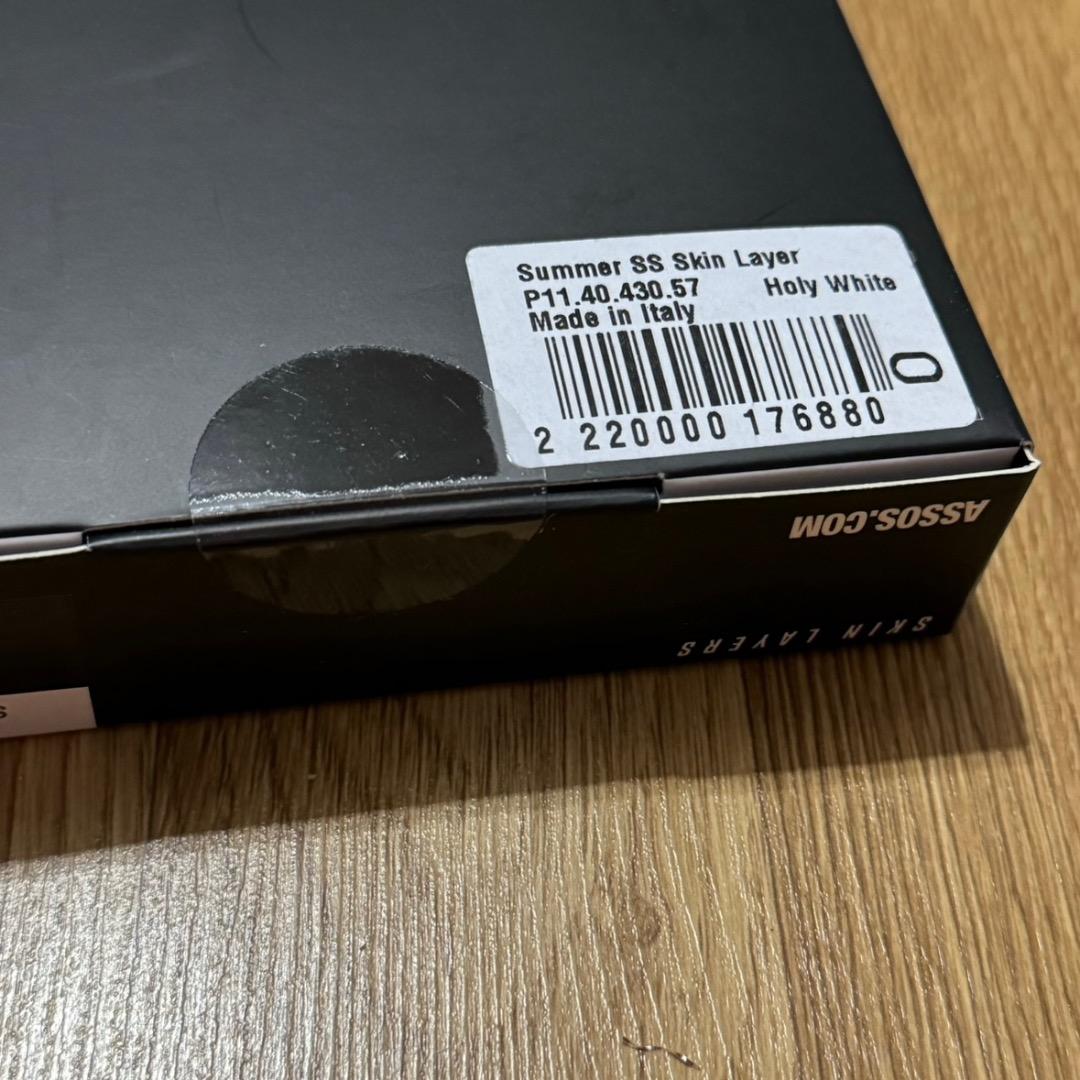 Summer SS Skin Layer
P11.40.430.57 Holy White
Made in Italy
0
2 220000 176880
ASSOS.COM
SKIN LAYERS
S